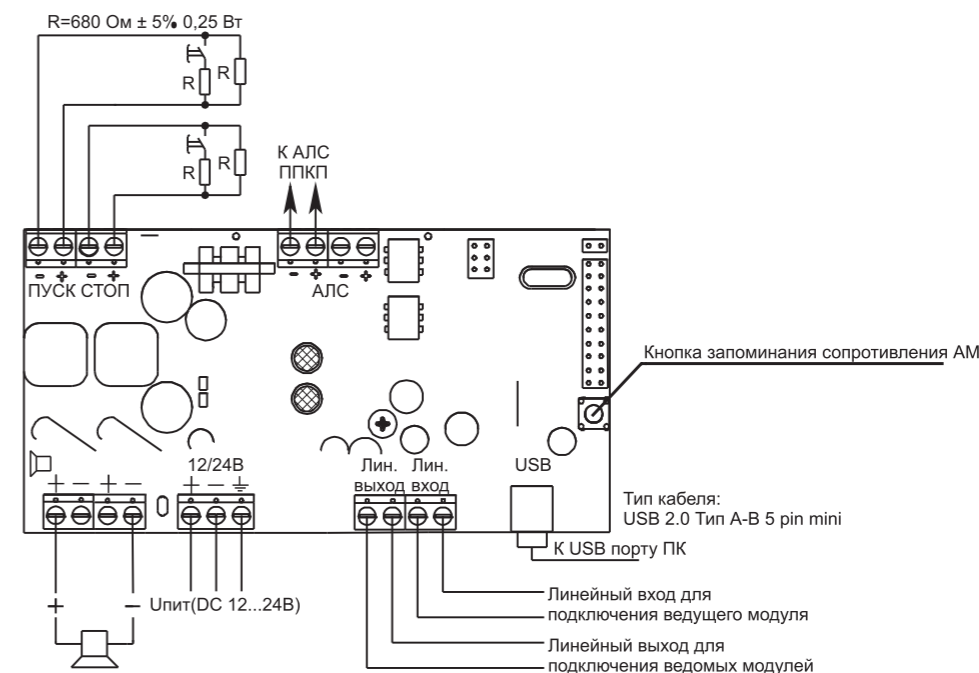 R=680 Ом ± 5% 0,25 Вт
R
R
R
R
К АЛС
ППКП
- + - +
- + - +
ПУСК СТОП
АЛС
Кнопка запоминания сопротивления АМ
12/24В
Лин. Лин.
выход вход
USB
+ - + -
+ -
Тип кабеля:
USB 2.0 Тип А-В 5 pin mini
К USB порту ПК
+ -
Uпит(DC 12...24В)
Линейный вход для
подключения ведущего модуля
Линейный выход для
подключения ведомых модулей